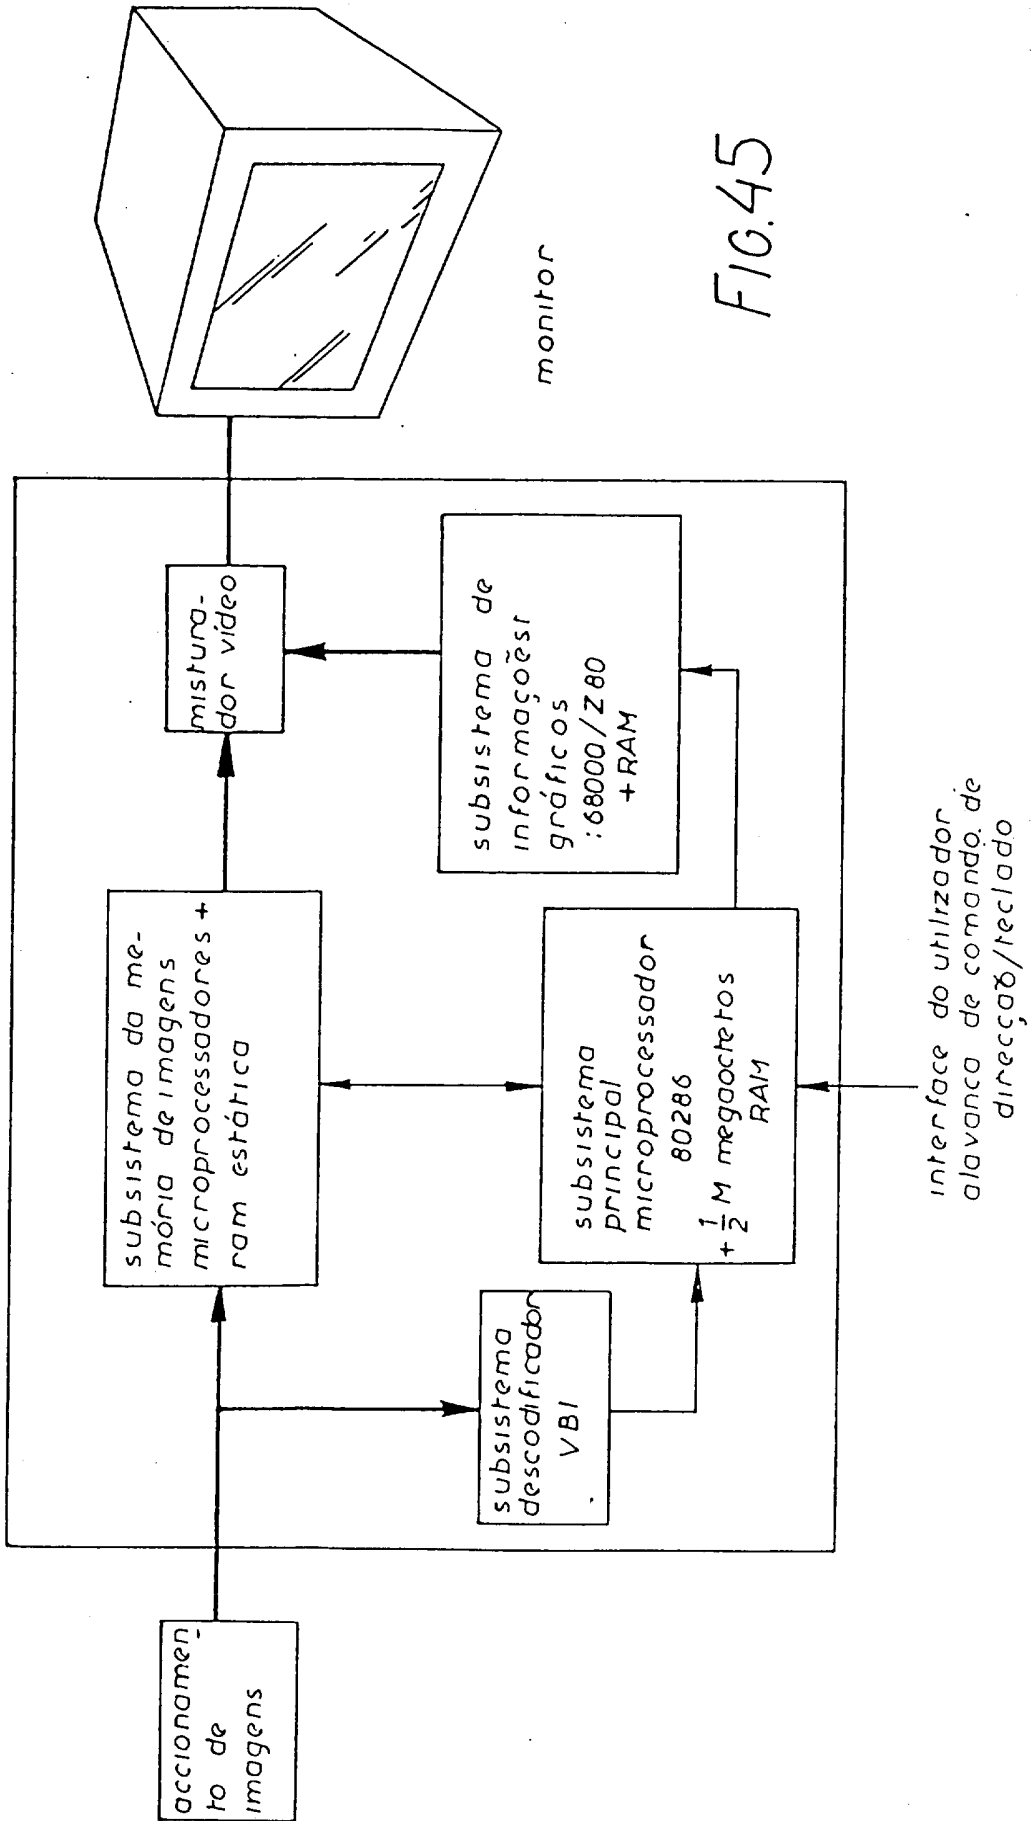 accionamen-
to de
imagens
subsistema da me-
mória de imagens
microprocessadores +
ram estática
mistura-
dor vídeo
monitor
subsistema
descodificador
VBI
subsistema
principal
microprocessador
80286
+ 1/2 M megaoctetos
RAM
subsistema de
informaçõest
gráficos
:68000/Z80
+RAM
interface do utilizador
alavanca de comando de
direcção/teclado
FIG.45